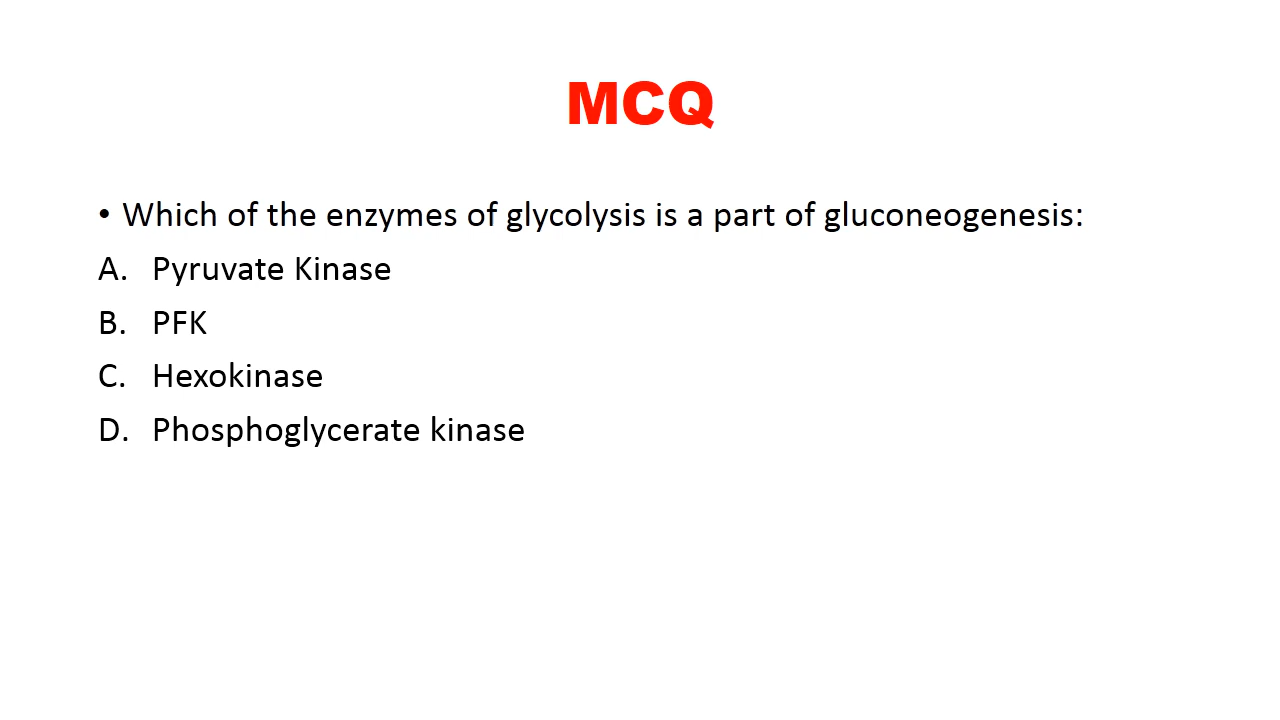 MCQ
• Which of the enzymes of glycolysis is a part of gluconeogenesis:
A. Pyruvate Kinase
B. PFK
C. Hexokinase
D. Phosphoglycerate kinase